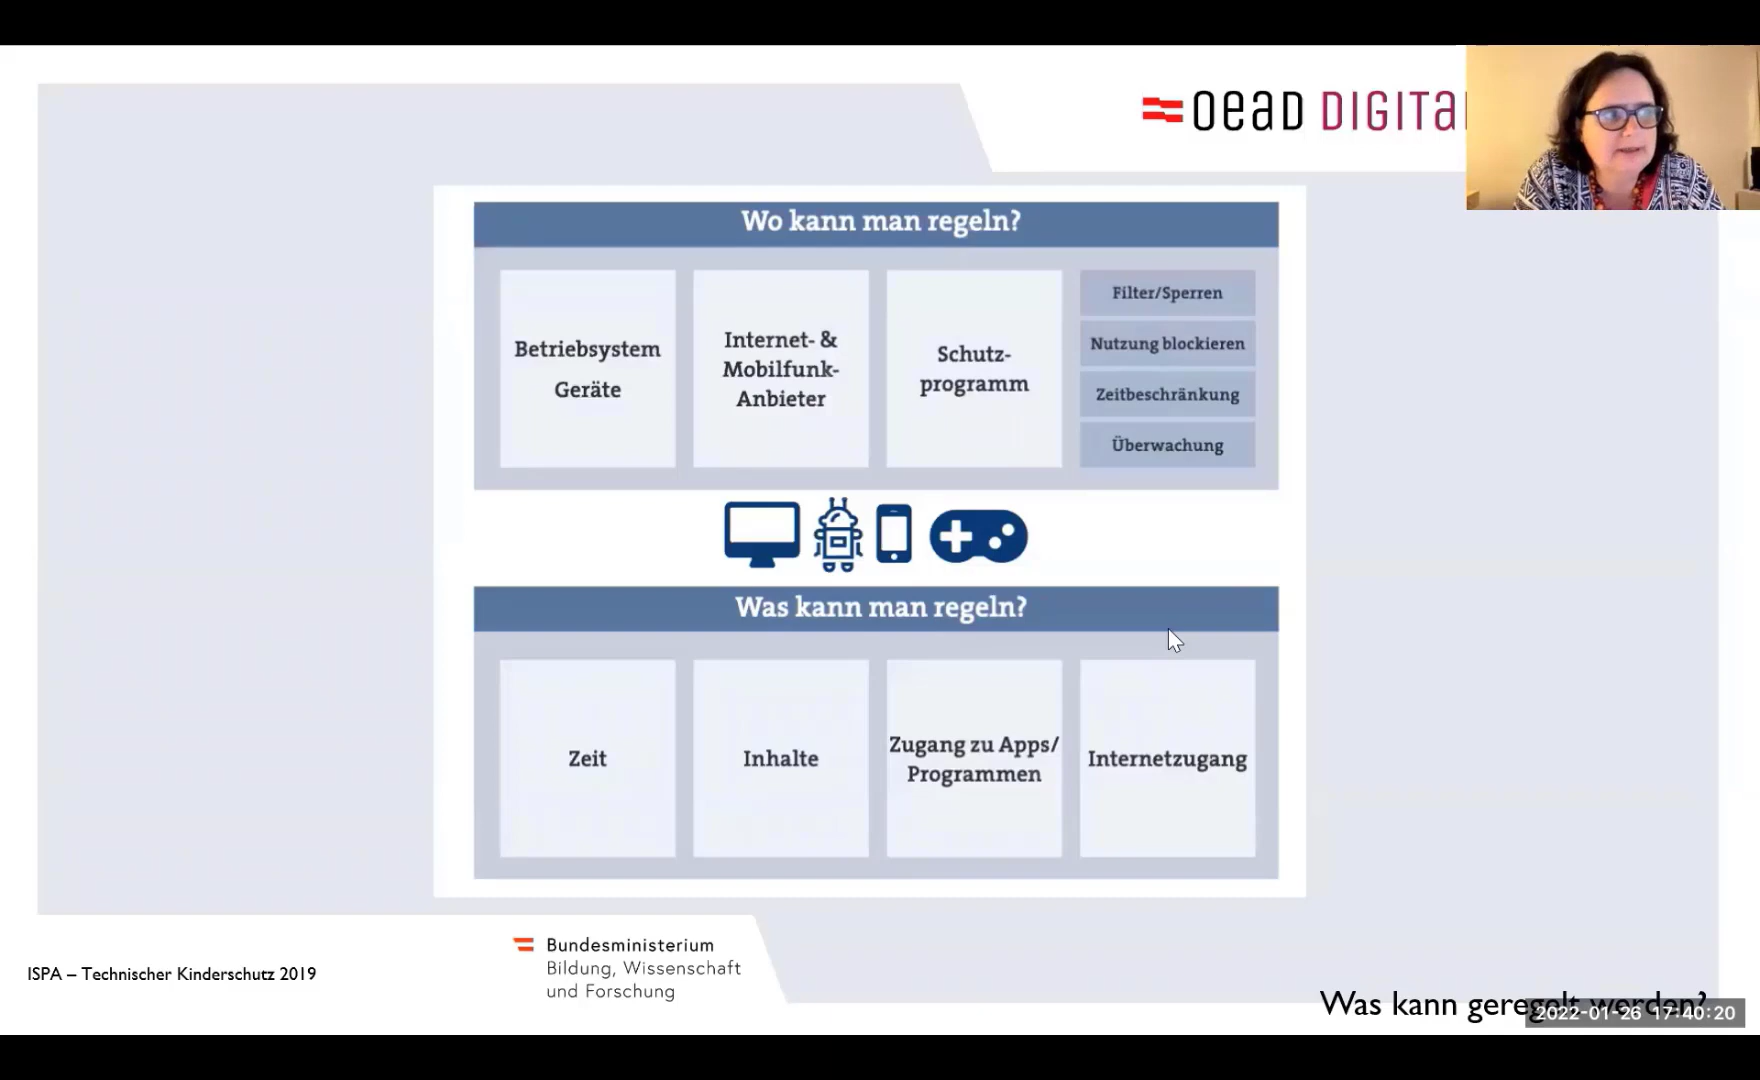 OeAD DIGITA
Wo kann man regeln?
Betriebsystem
Geräte
Internet- &
Mobilfunk-
Anbieter
Schutz-
programm
Filter/Sperren
Nutzung blockieren
Zeitbeschränkung
Überwachung
Was kann man regeln?
Zeit
Inhalte
Zugang zu Apps/
Programmen
Internetzugang
Bundesministerium
Bildung, Wissenschaft
und Forschung
ISPA – Technischer Kinderschutz 2019
Was kann geregelt werden?
2022-01-26 17:40:20